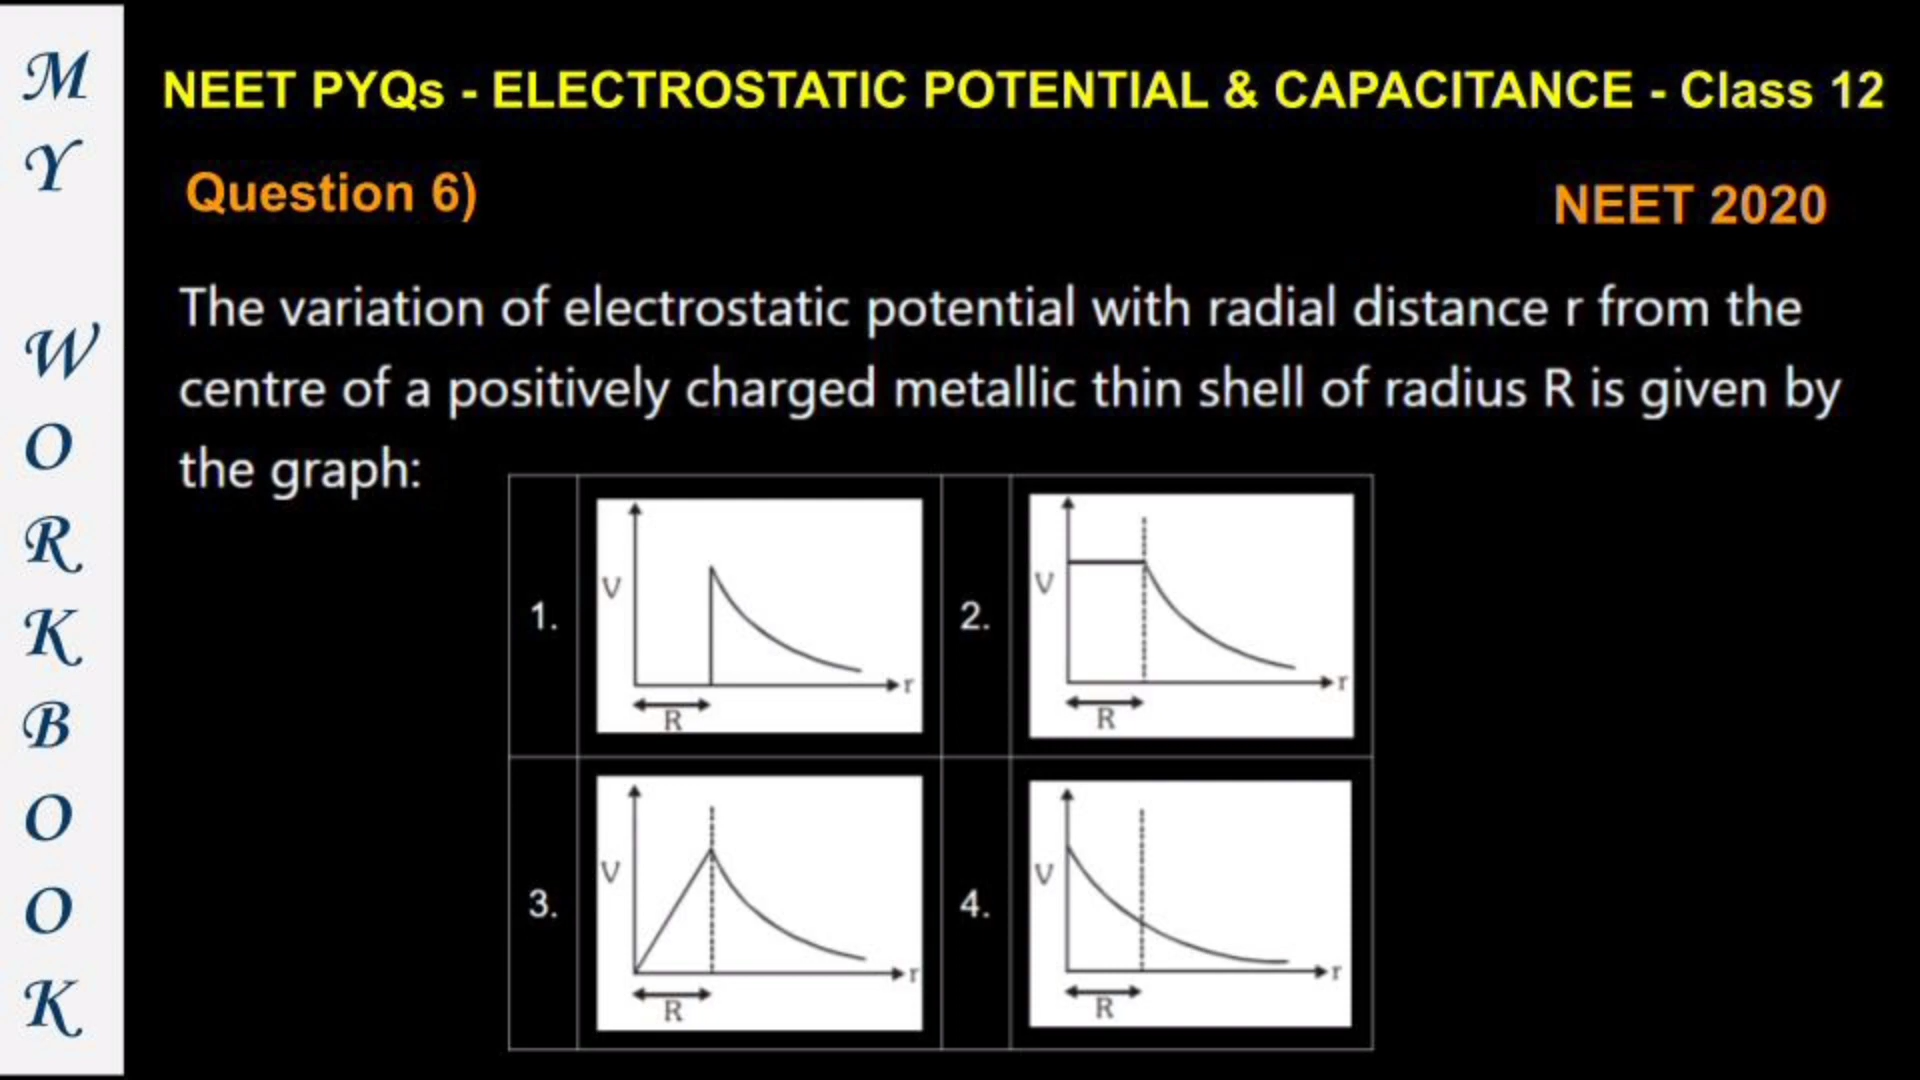 MY WORKBOOK
NEET PYQs - ELECTROSTATIC POTENTIAL & CAPACITANCE - Class 12
Question 6)
NEET 2020
The variation of electrostatic potential with radial distance r from the
centre of a positively charged metallic thin shell of radius R is given by
the graph:
1.
V
r
R
2.
V
r
R
3.
V
r
R
4.
V
r
R